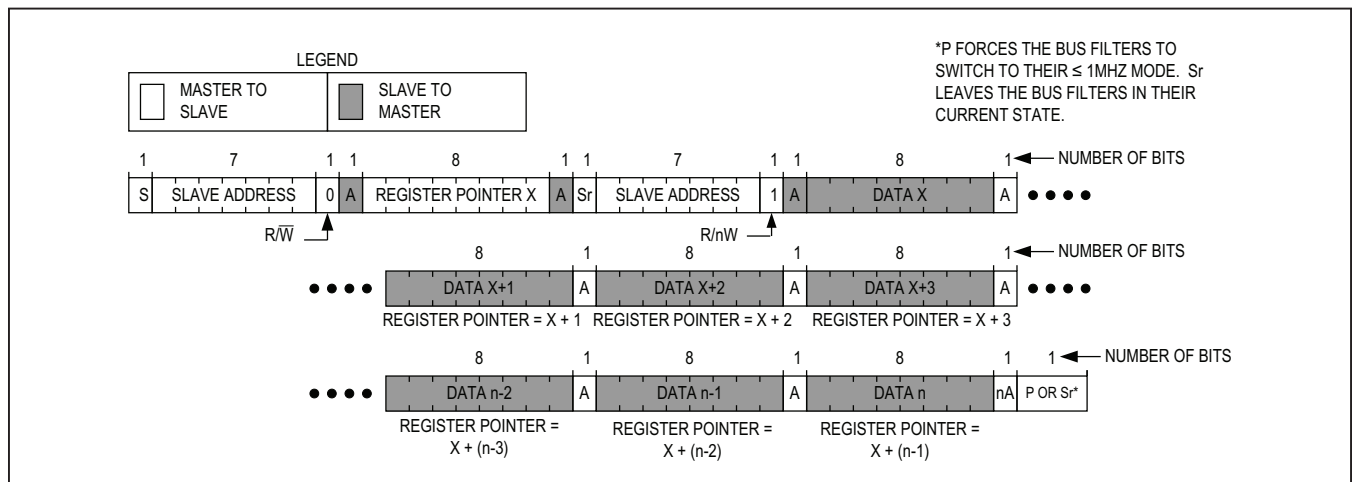 LEGEND
MASTER TO
SLAVE
SLAVE TO
MASTER
*P FORCES THE BUS FILTERS TO
SWITCH TO THEIR ≤ 1MHZ MODE. Sr
LEAVES THE BUS FILTERS IN THEIR
CURRENT STATE.
1 7 1 1 8 1 1 7 1 1 8 1 NUMBER OF BITS
S SLAVE ADDRESS 0 A REGISTER POINTER X A Sr SLAVE ADDRESS 1 A DATA X A
R/W̅ R/nW
8 1 8 1 8 1 NUMBER OF BITS
DATA X+1 A DATA X+2 A DATA X+3 A
REGISTER POINTER = X + 1 REGISTER POINTER = X + 2 REGISTER POINTER = X + 3
8 1 8 1 8 1 1 NUMBER OF BITS
DATA n-2 A DATA n-1 A DATA n nA P OR Sr*
REGISTER POINTER =
X + (n-3)
REGISTER POINTER =
X + (n-2)
REGISTER POINTER =
X + (n-1)